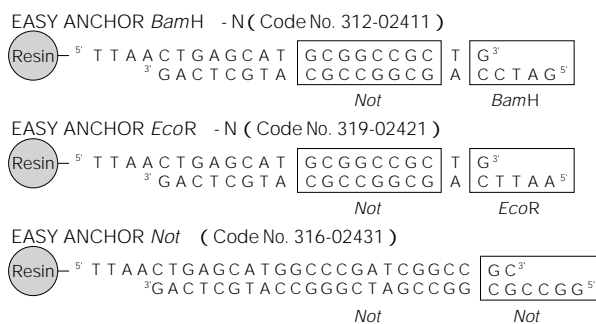 EASY ANCHOR BamH - N ( Code No. 312-02411 )
Resin 5' T T A A C T G A G C A T G C G G C C G C T G 3'
3' G A C T C G T A C G C C G G C G A C C T A G 5'
Not BamH
EASY ANCHOR EcoR - N ( Code No. 319-02421 )
Resin 5' T T A A C T G A G C A T G C G G C C G C T G 3'
3' G A C T C G T A C G C C G G C G A C T T A A 5'
Not EcoR
EASY ANCHOR Not ( Code No. 316-02431 )
Resin 5' T T A A C T G A G C A T G G C C C G A T C G G C C G C 3'
3' G A C T C G T A C C G G G C T A G C C G G C G C C G G 5'
Not Not